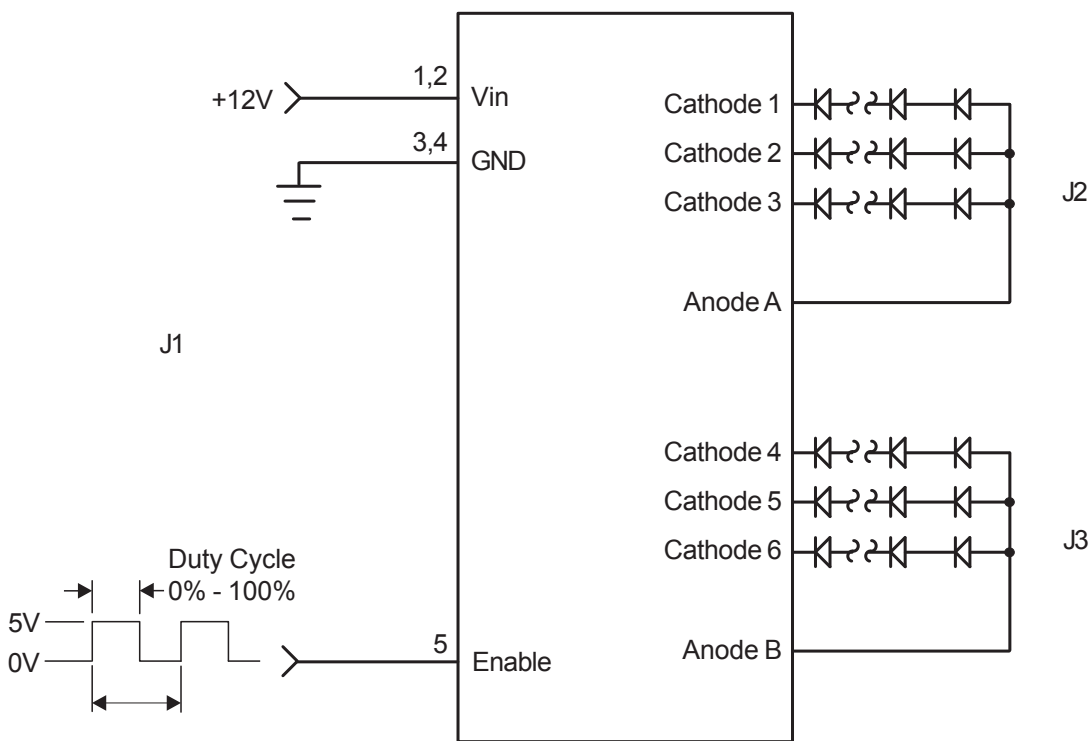 1,2
+12V
Vin
3,4
GND
Cathode 1
Cathode 2
Cathode 3
J2
Anode A
J1
Cathode 4
Cathode 5
Cathode 6
J3
Duty Cycle
0% - 100%
5V
0V
5
Enable
Anode B